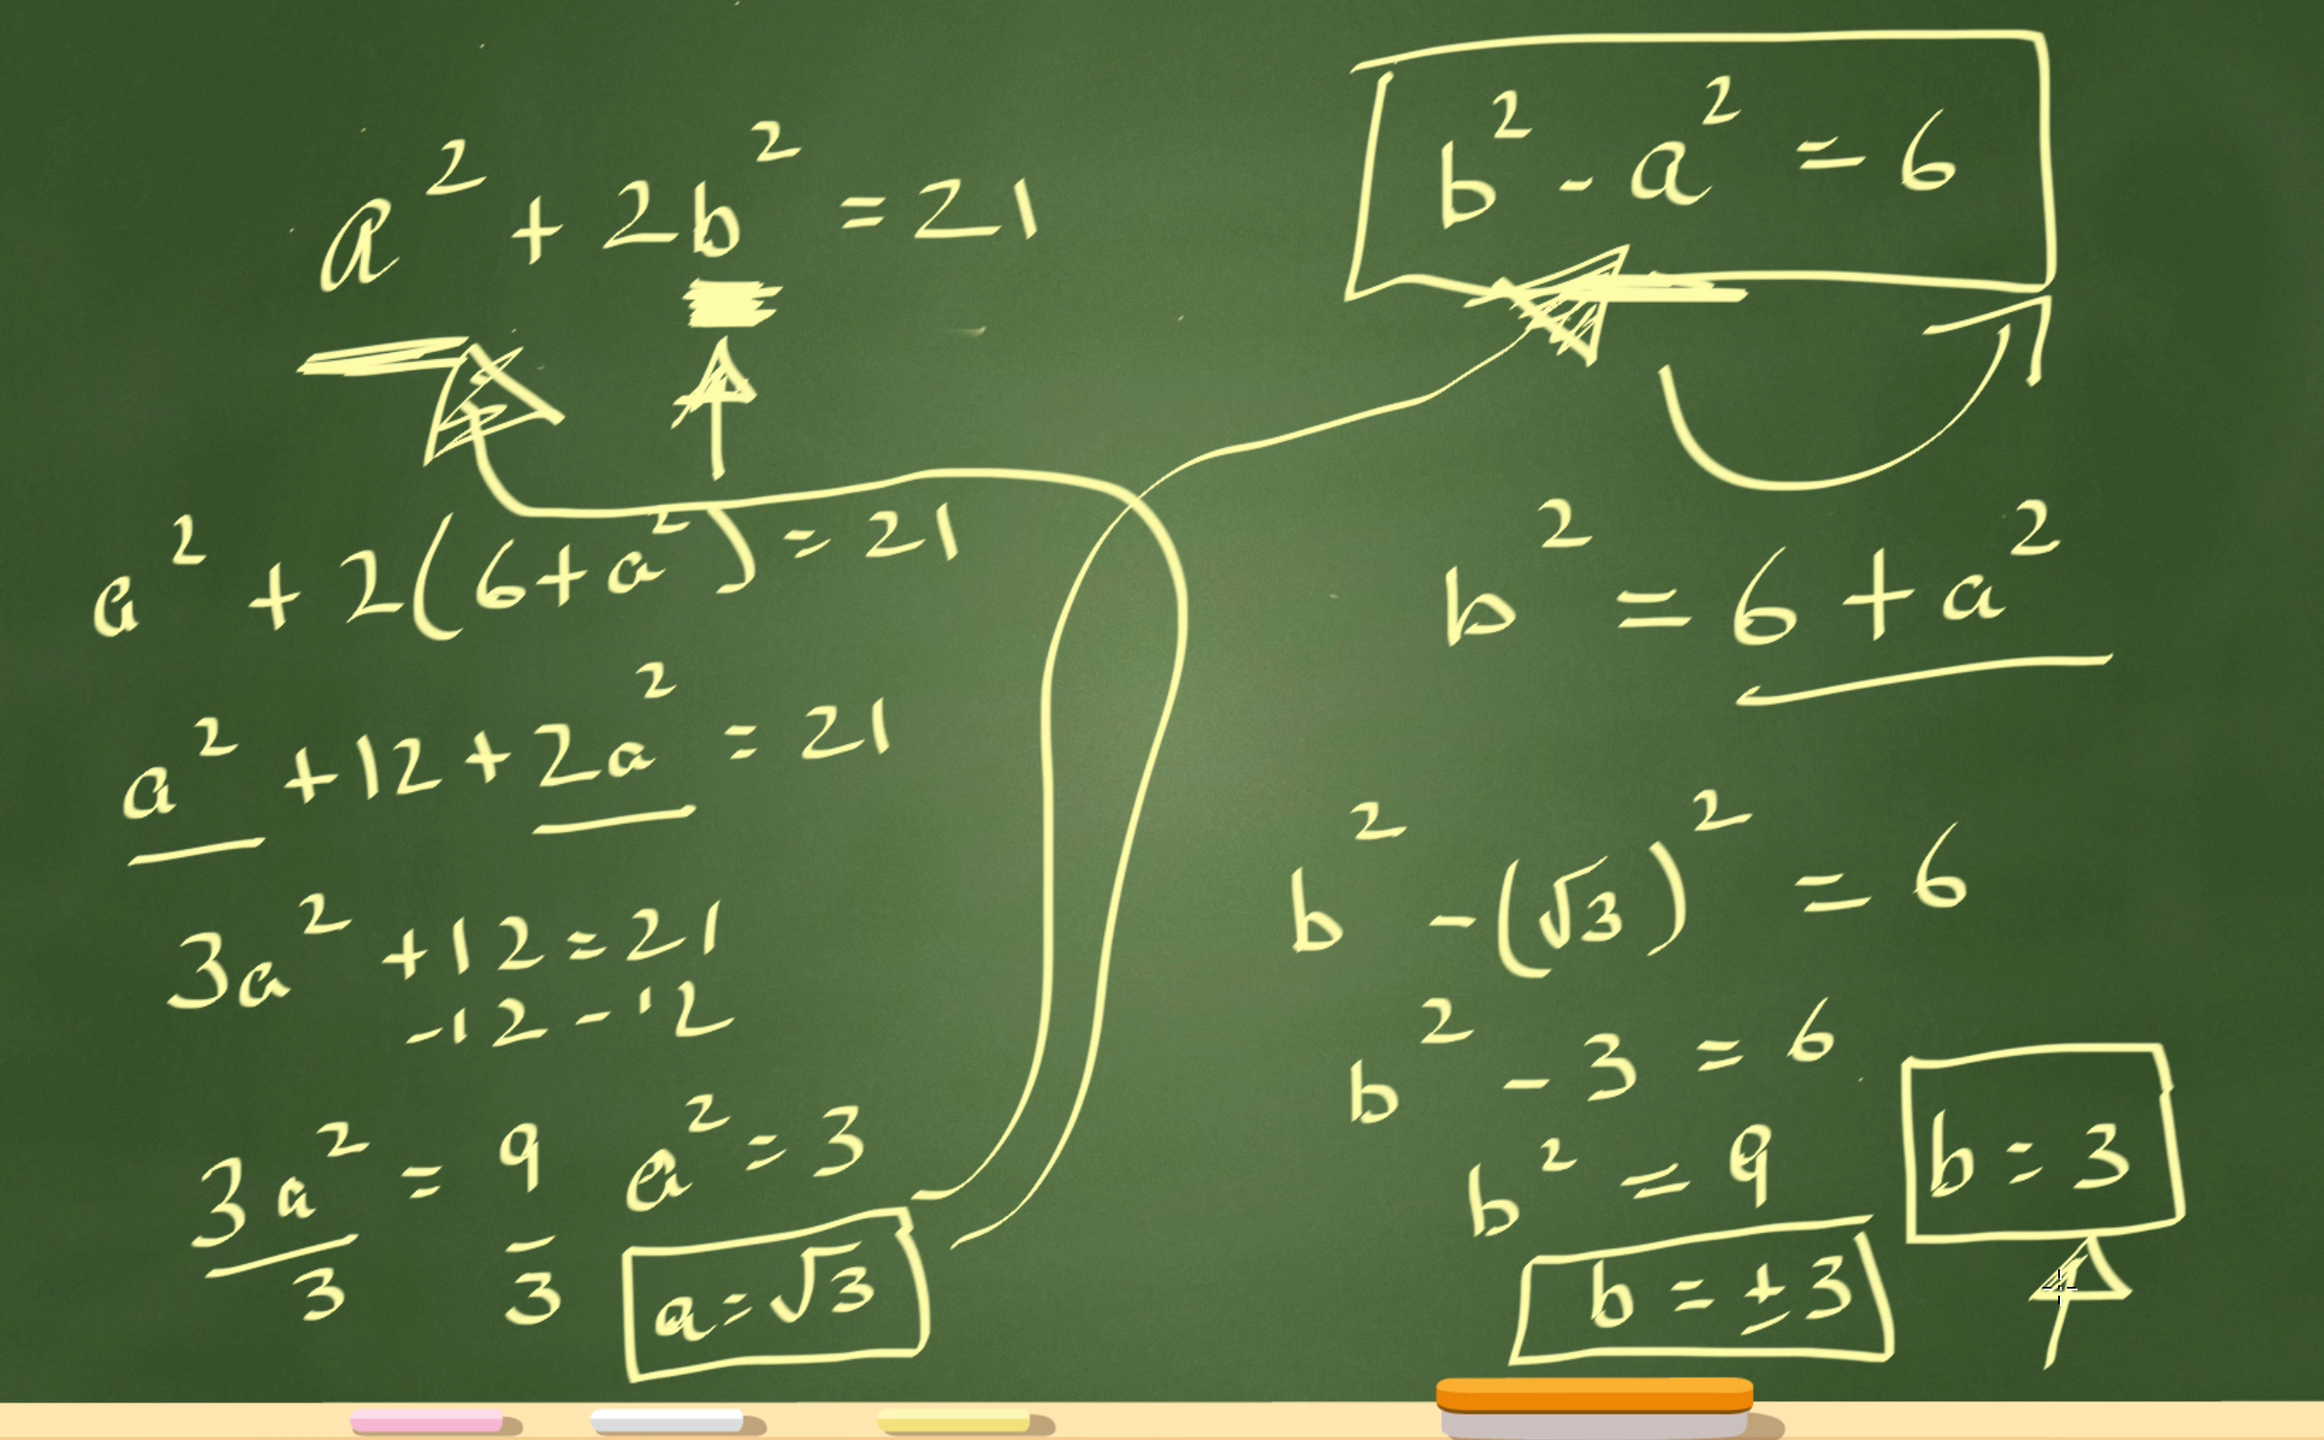 a² + 2b² = 21
a² + 2(6 + a²) = 21
a² + 12 + 2a² = 21
3a² + 12 = 21
-12 -12
3a² = 9
3 3
a² = 3
a = √3
b² - a² = 6
b² = 6 + a²
b² - (√3)² = 6
b² - 3 = 6
b² = 9
b = ±3
b = 3